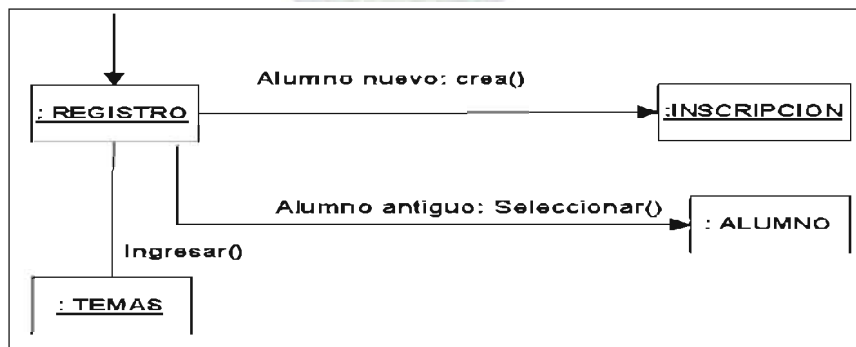 Alumno nuevo: crea()
: REGISTRO
:INSCRIPCION
Alumno antiguo: Seleccionar()
: ALUMNO
Ingresar()
: TEMAS